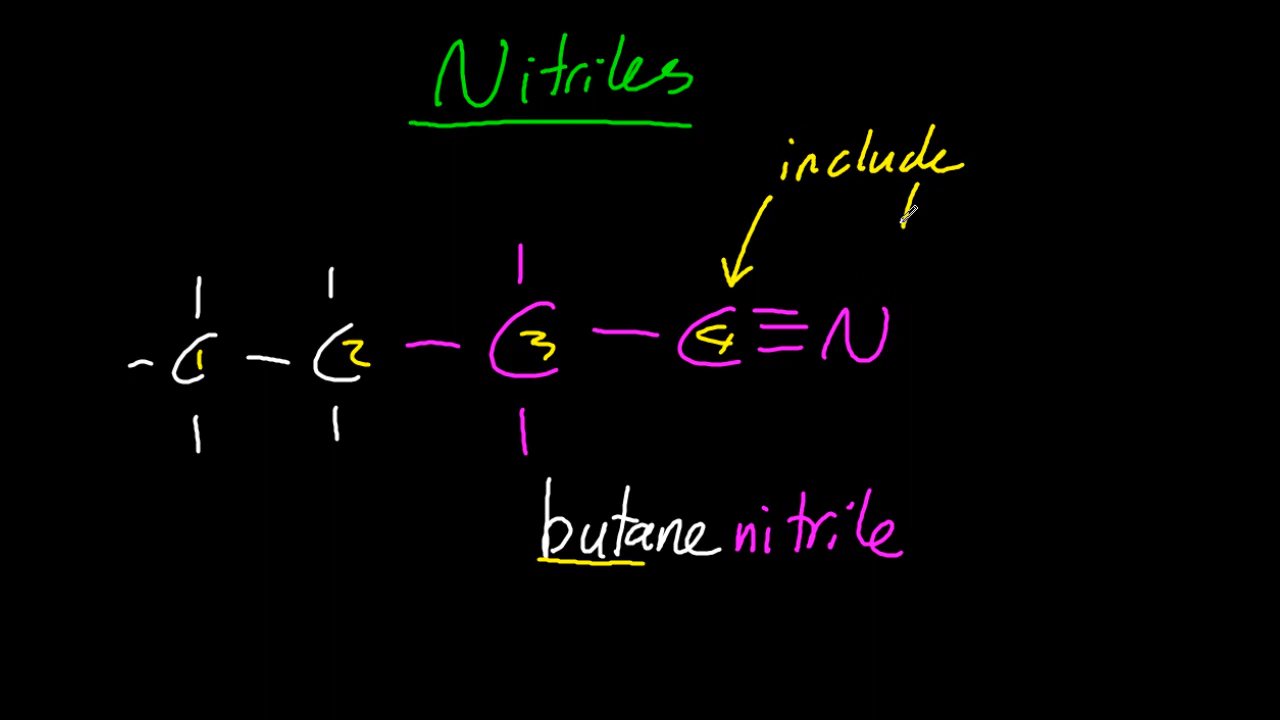 Nitriles
include
C1 - C2 - C3 - C4 ≡ N
butanenitrile